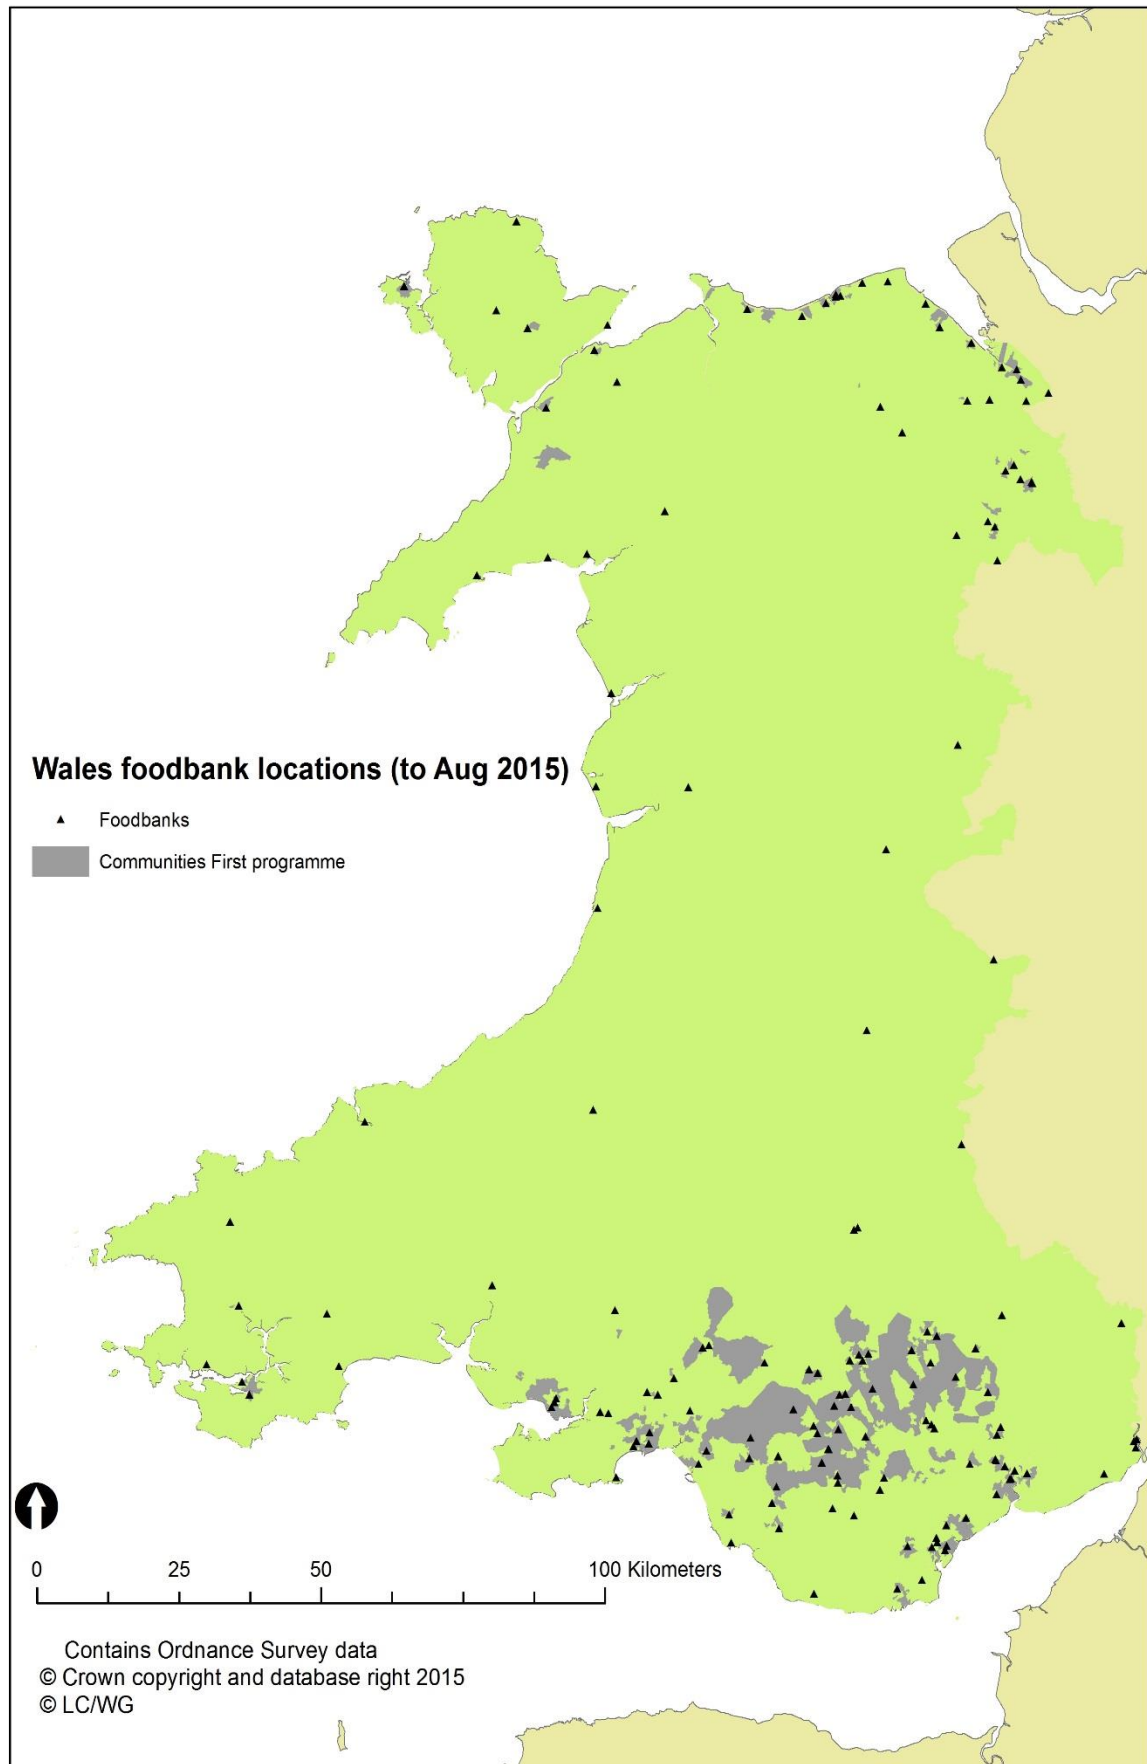 Wales foodbank locations (to Aug 2015)
Foodbanks
Communities First programme
0 25 50 100 Kilometers
Contains Ordnance Survey data
© Crown copyright and database right 2015
© LC/WG